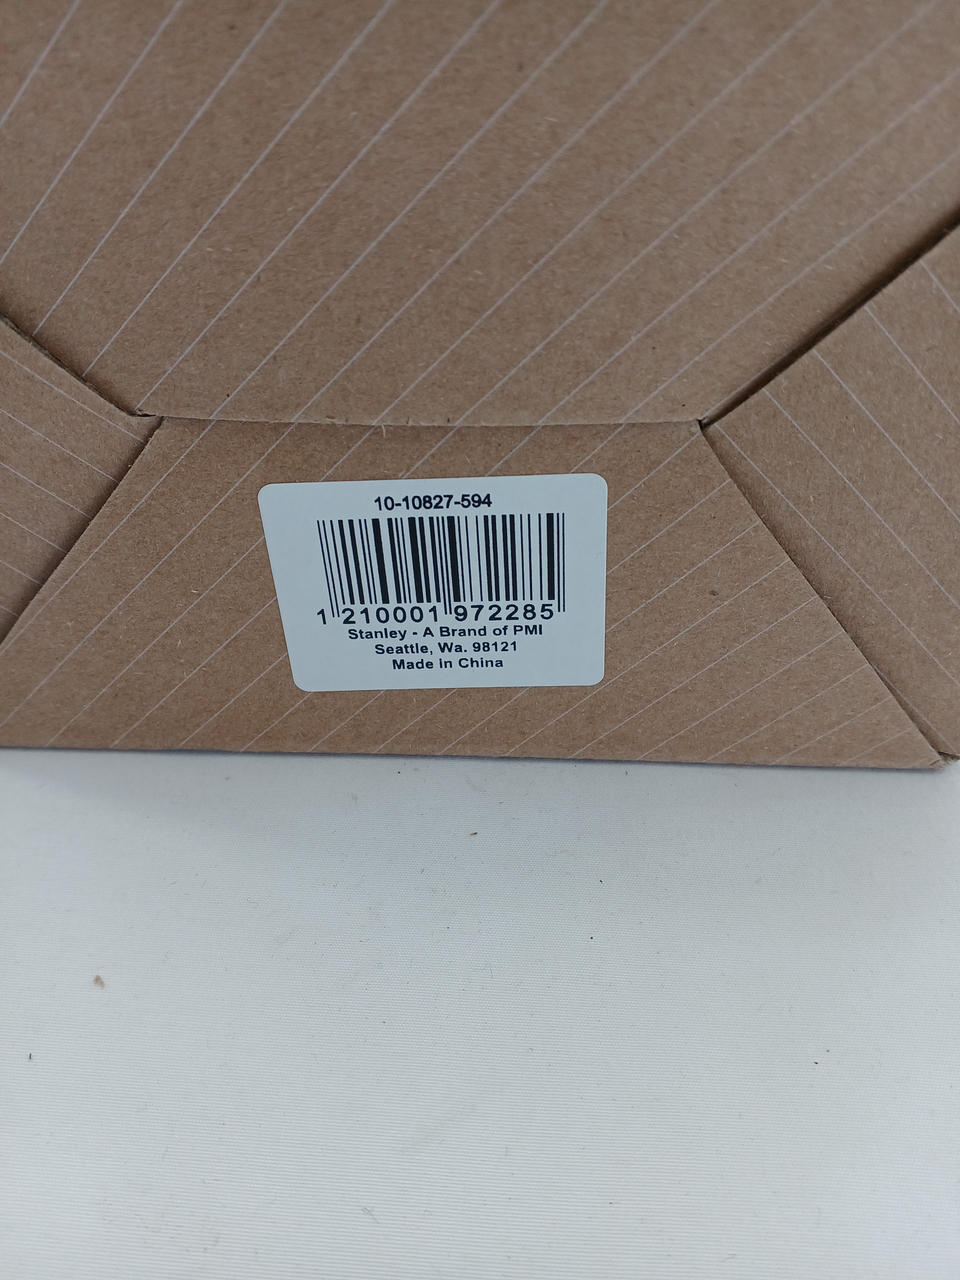 10-10827-594
1 210001 972285
Stanley - A Brand of PMI
Seattle, Wa. 98121
Made in China